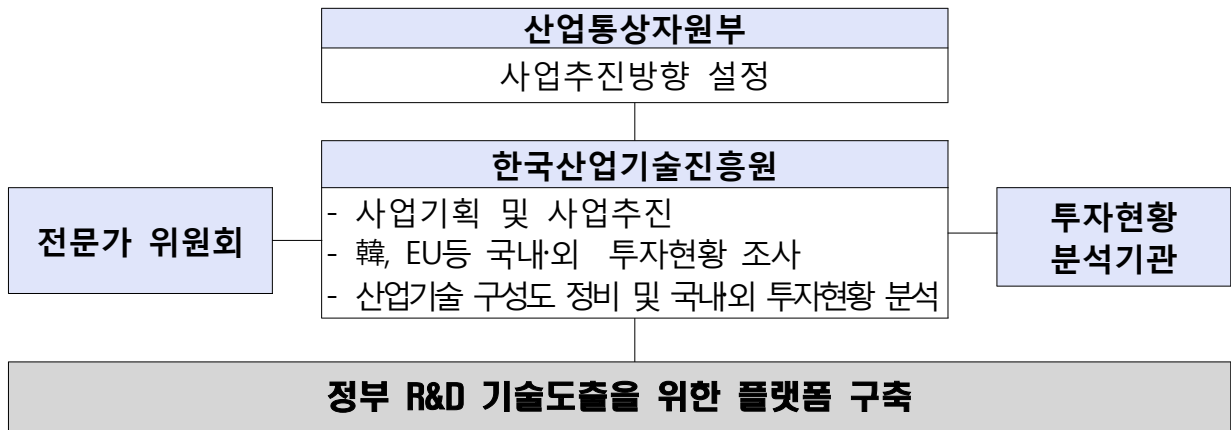 산업통상자원부
사업추진방향 설정
한국산업기술진흥원
- 사업기획 및 사업추진
- 韓, EU등 국내·외 투자현황 조사
- 산업기술 구성도 정비 및 국내외 투자현황 분석
전문가 위원회
투자현황
분석기관
정부 R&D 기술도출을 위한 플랫폼 구축